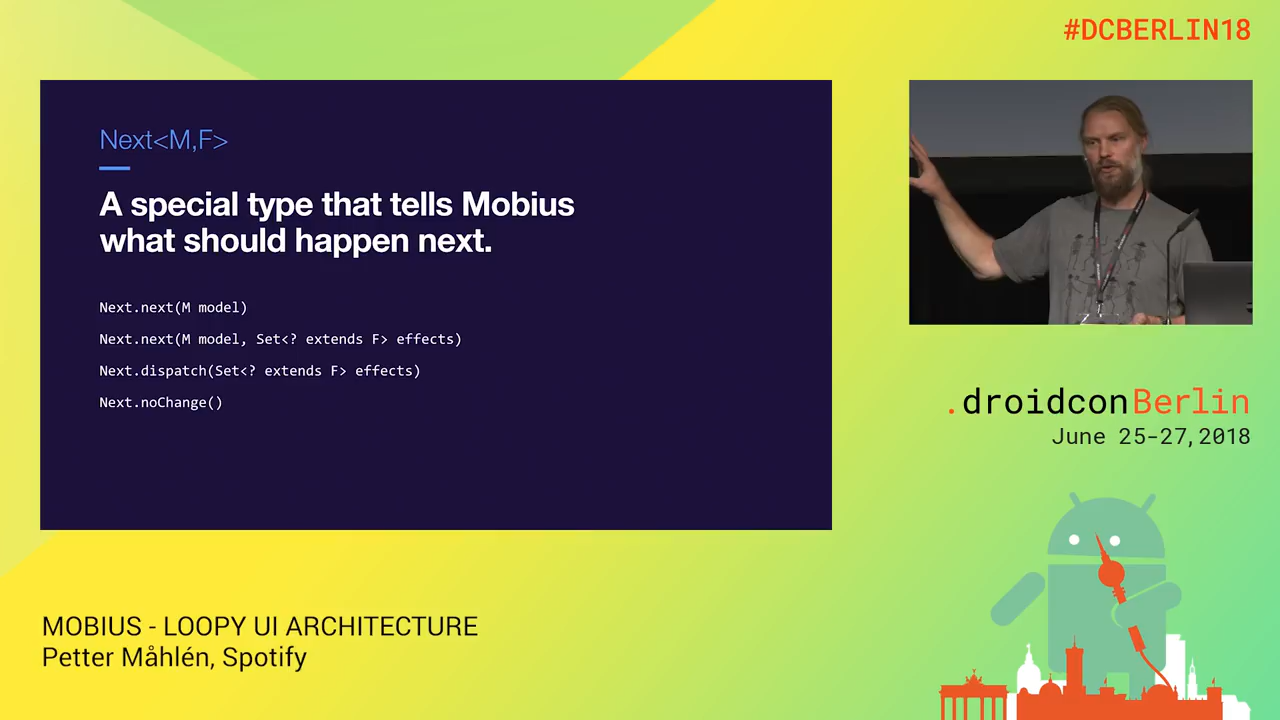 #DCBERLIN18
Next<M,F>
A special type that tells Mobius
what should happen next.
Next.next(M model)
Next.next(M model, Set<? extends F> effects)
Next.dispatch(Set<? extends F> effects)
Next.noChange()
.droidconBerlin
June 25-27,2018
MOBIUS - LOOPY UI ARCHITECTURE
Petter Måhlén, Spotify